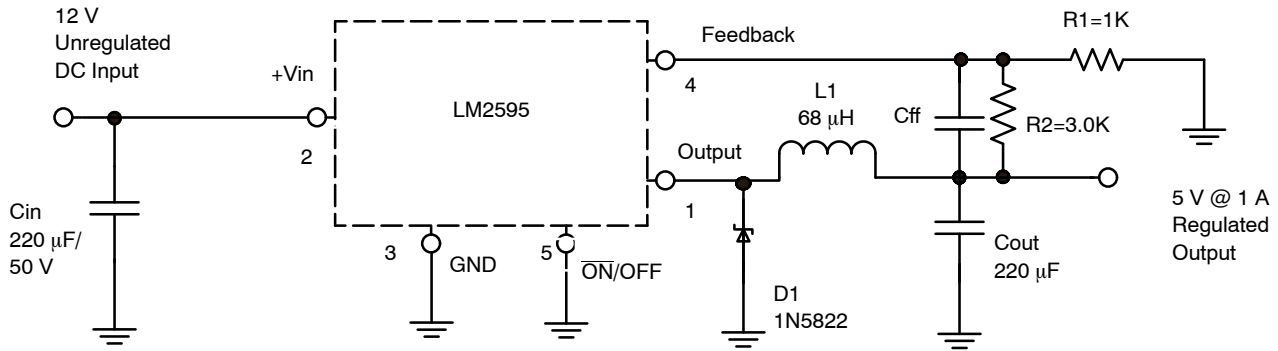 12 V
Unregulated
DC Input
+Vin
2
LM2595
Feedback
4
R1=1K
L1
68 μH
Cff
R2=3.0K
Output
1
5 V @ 1 A
Regulated
Output
Cin
220 μF/
50 V
3
GND
5
ON/OFF
D1
1N5822
Cout
220 μF